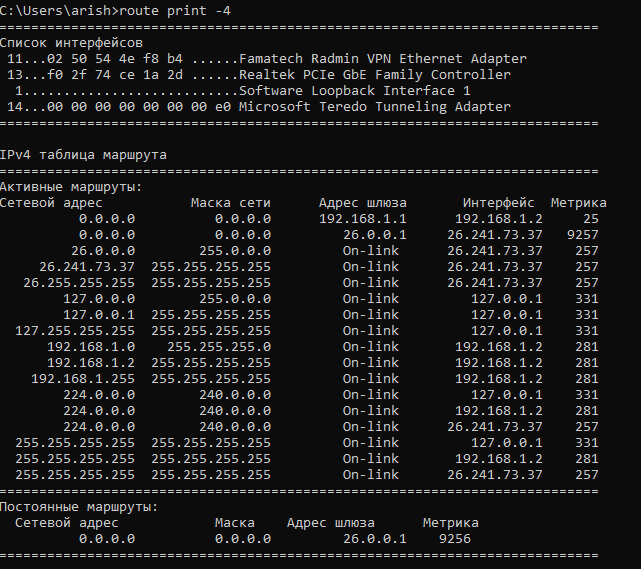 C:\Users\arish>route print -4
===========================================================================
Список интерфейсов
 11...02 50 54 4e f8 b4 ......Famatech Radmin VPN Ethernet Adapter
 13...f0 2f 74 ce 1a 2d ......Realtek PCIe GbE Family Controller
  1...........................Software Loopback Interface 1
 14...00 00 00 00 00 00 00 e0 Microsoft Teredo Tunneling Adapter
===========================================================================
IPv4 таблица маршрута
===========================================================================
Активные маршруты:
Сетевой адрес           Маска сети      Адрес шлюза       Интерфейс  Метрика
          0.0.0.0          0.0.0.0      192.168.1.1      192.168.1.2     25
          0.0.0.0          0.0.0.0         26.0.0.1     26.241.73.37   9257
         26.0.0.0        255.0.0.0         On-link      26.241.73.37    257
     26.241.73.37  255.255.255.255         On-link      26.241.73.37    257
   26.255.255.255  255.255.255.255         On-link      26.241.73.37    257
        127.0.0.0        255.0.0.0         On-link         127.0.0.1    331
        127.0.0.1  255.255.255.255         On-link         127.0.0.1    331
  127.255.255.255  255.255.255.255         On-link         127.0.0.1    331
      192.168.1.0    255.255.255.0         On-link       192.168.1.2    281
      192.168.1.2  255.255.255.255         On-link       192.168.1.2    281
    192.168.1.255  255.255.255.255         On-link       192.168.1.2    281
        224.0.0.0        240.0.0.0         On-link         127.0.0.1    331
        224.0.0.0        240.0.0.0         On-link       192.168.1.2    281
        224.0.0.0        240.0.0.0         On-link      26.241.73.37    257
  255.255.255.255  255.255.255.255         On-link         127.0.0.1    331
  255.255.255.255  255.255.255.255         On-link       192.168.1.2    281
  255.255.255.255  255.255.255.255         On-link      26.241.73.37    257
===========================================================================
Постоянные маршруты:
  Сетевой адрес            Маска    Адрес шлюза      Метрика
          0.0.0.0          0.0.0.0         26.0.0.1    9256
===========================================================================